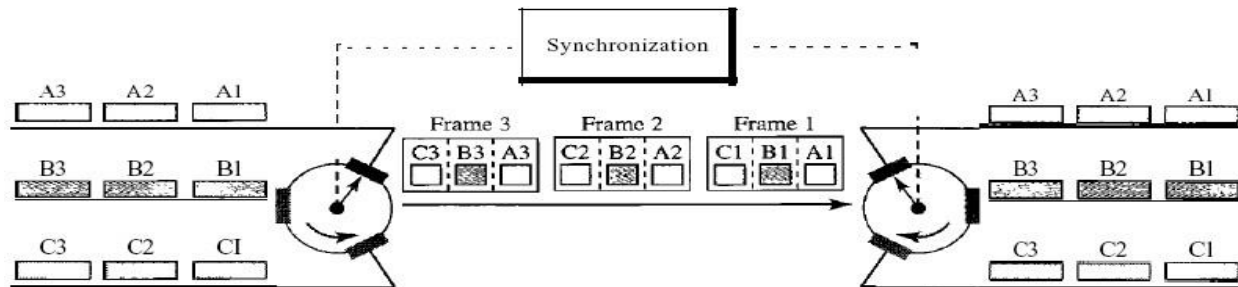 Synchronization
A3 A2 A1
A3 A2 A1
Frame 3 Frame 2 Frame 1
C3 B3 A3 C2 B2 A2 C1 B1 A1
B3 B2 B1
B3 B2 B1
C3 C2 CI
C3 C2 C1